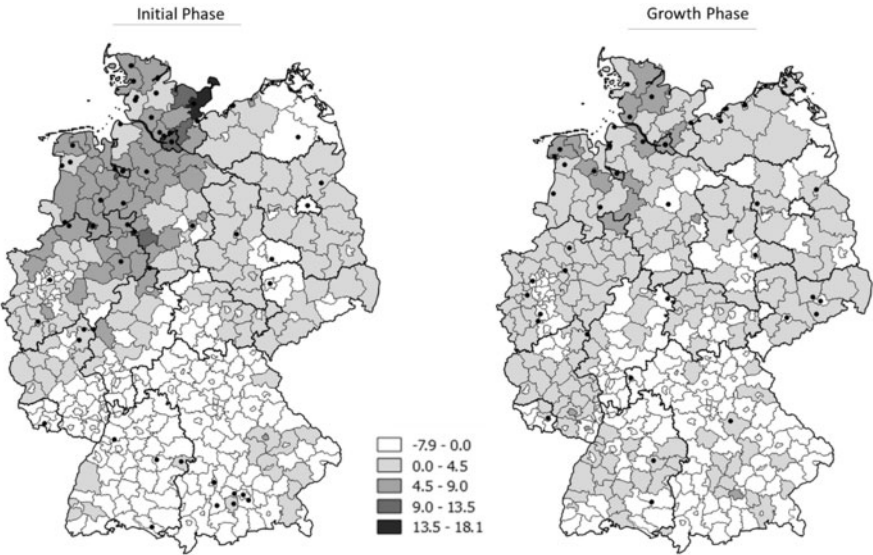 Initial Phase
Growth Phase
-7.9 - 0.0
0.0 - 4.5
4.5 - 9.0
9.0 - 13.5
13.5 - 18.1